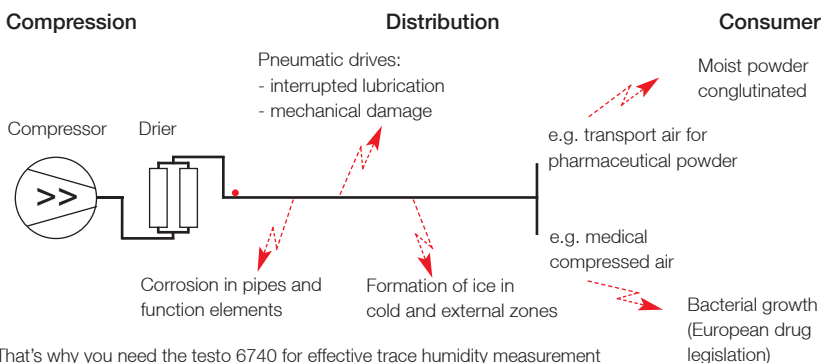 Compression
Distribution
Consumer
Pneumatic drives:
- interrupted lubrication
- mechanical damage
Moist powder
conglutinated
Compressor
Drier
e.g. transport air for
pharmaceutical powder
>>
e.g. medical
compressed air
Corrosion in pipes and
function elements
Formation of ice in
cold and external zones
Bacterial growth
(European drug
legislation)
That's why you need the testo 6740 for effective trace humidity measurement